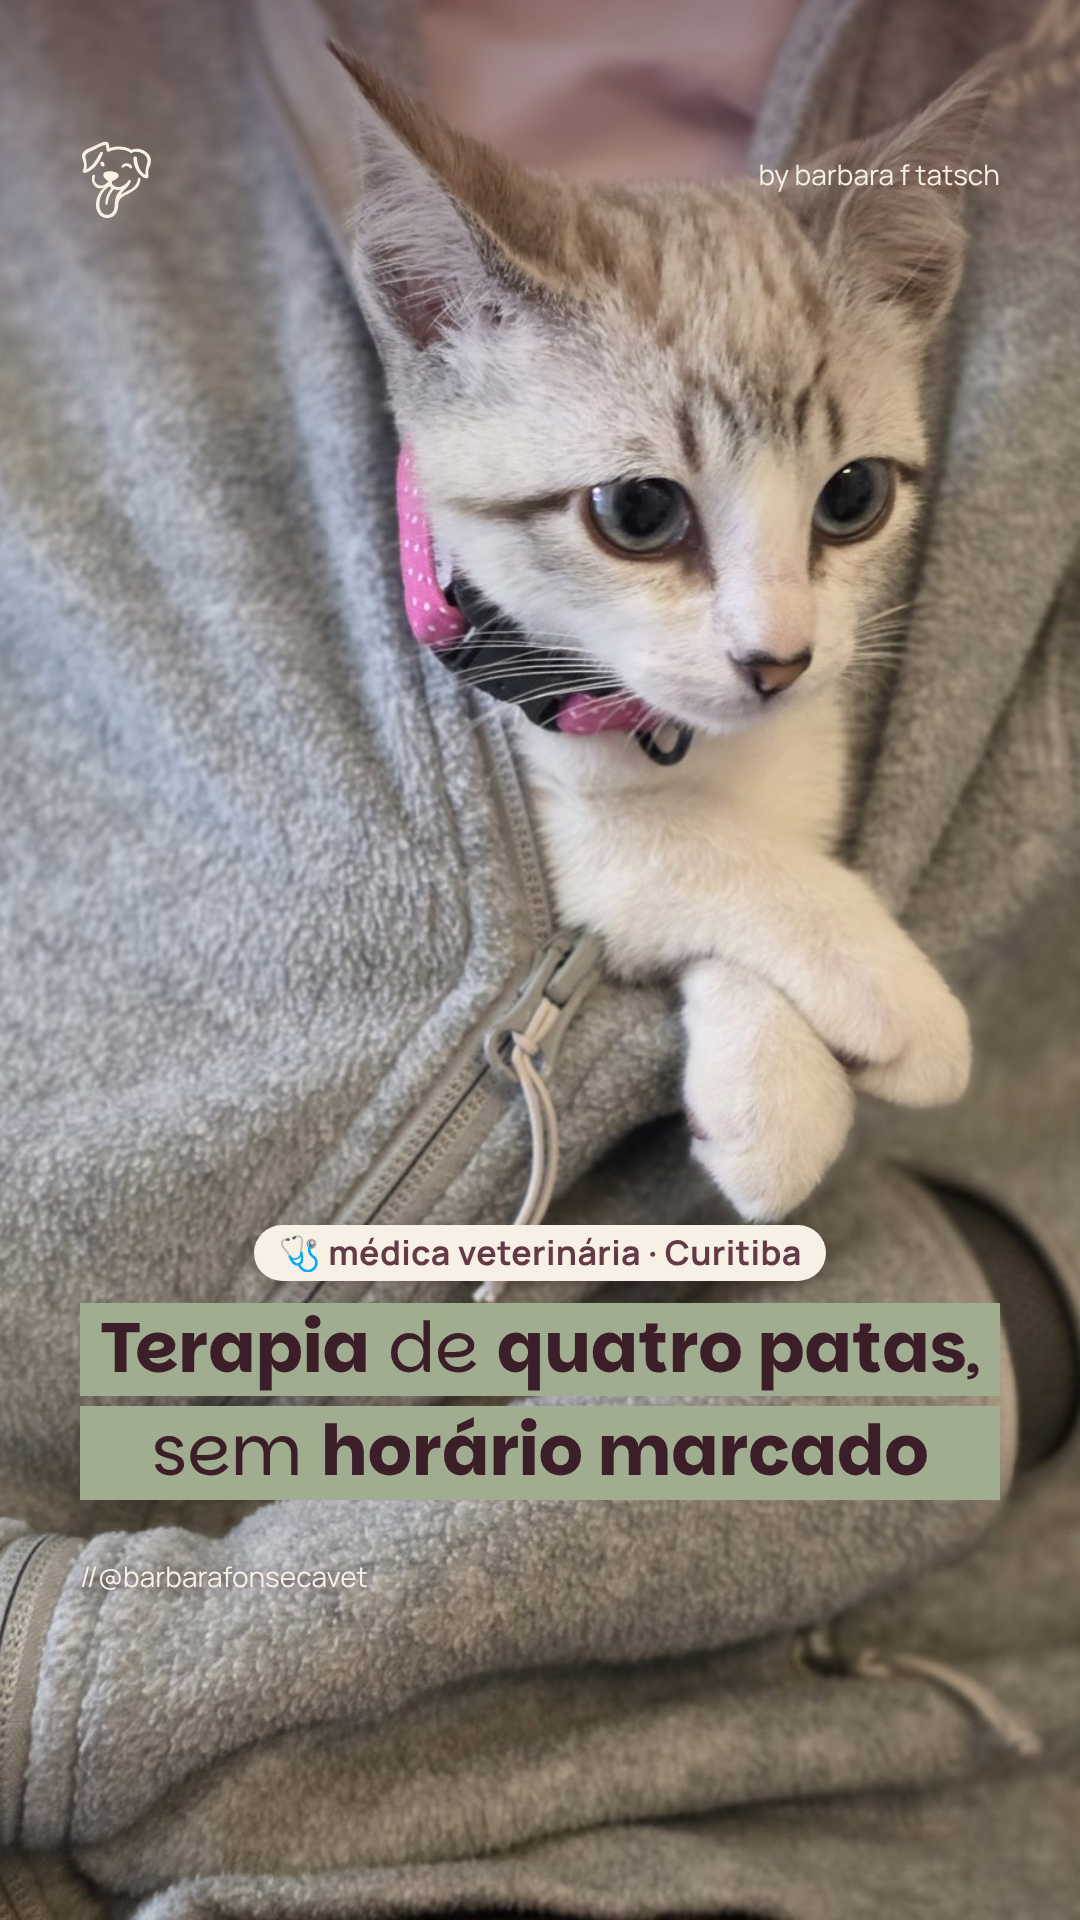 by barbara f tatsch
🩺 médica veterinária · Curitiba
Terapia de quatro patas,
sem horário marcado
//@barbarafonsecavet